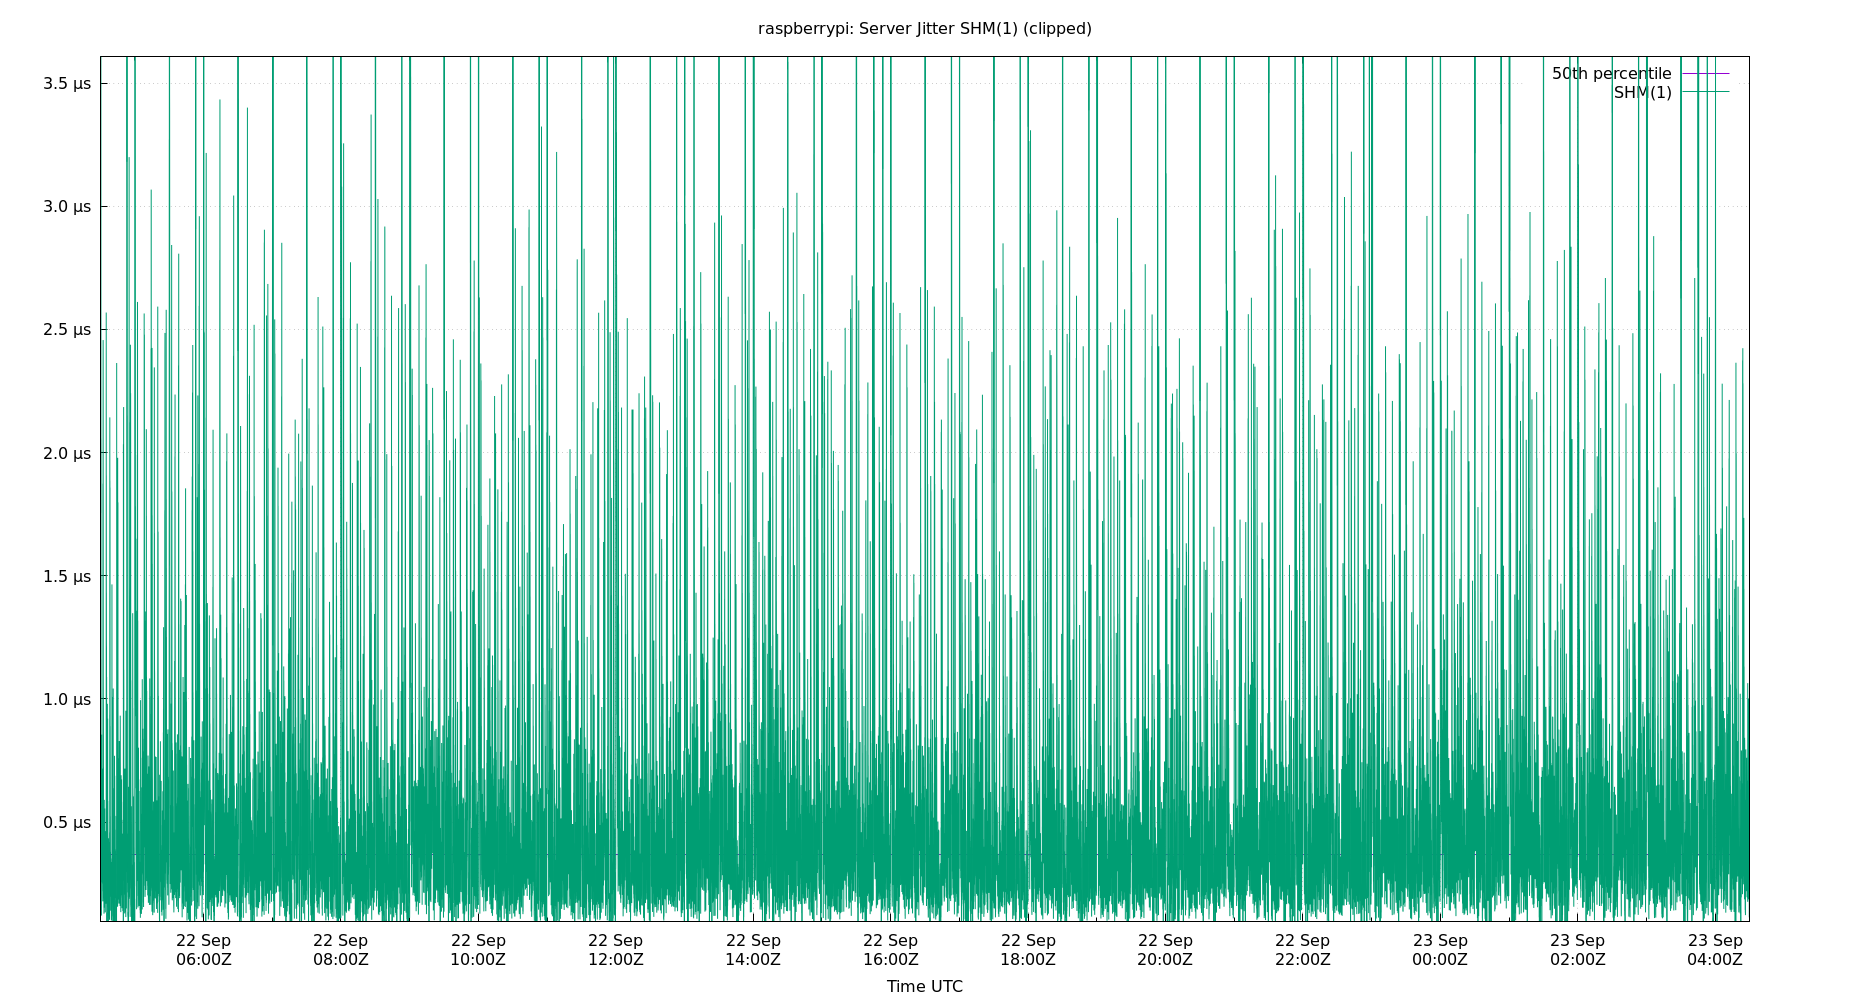 raspberrypi: Server Jitter SHM(1) (clipped)
50th percentile
SHM(1)
3.5 µs
3.0 µs
2.5 µs
2.0 µs
1.5 µs
1.0 µs
0.5 µs
22 Sep 22 Sep 22 Sep 22 Sep 22 Sep 22 Sep 22 Sep 22 Sep 22 Sep 23 Sep 23 Sep 23 Sep
06:00Z 08:00Z 10:00Z 12:00Z 14:00Z 16:00Z 18:00Z 20:00Z 22:00Z 00:00Z 02:00Z 04:00Z
Time UTC